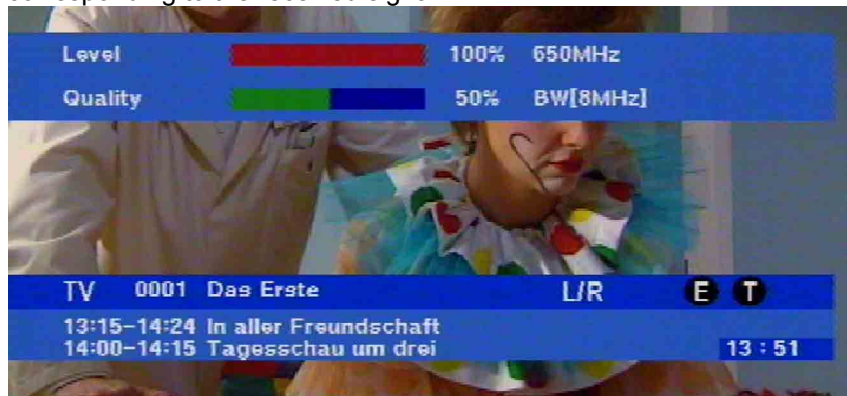 Level 100% 650MHz
Quality 50% BW[8MHz]
TV 0001 Das Erste L/R E T
13:15-14:24 In aller Freundschaft
14:00-14:15 Tagesschau um drei 13:51